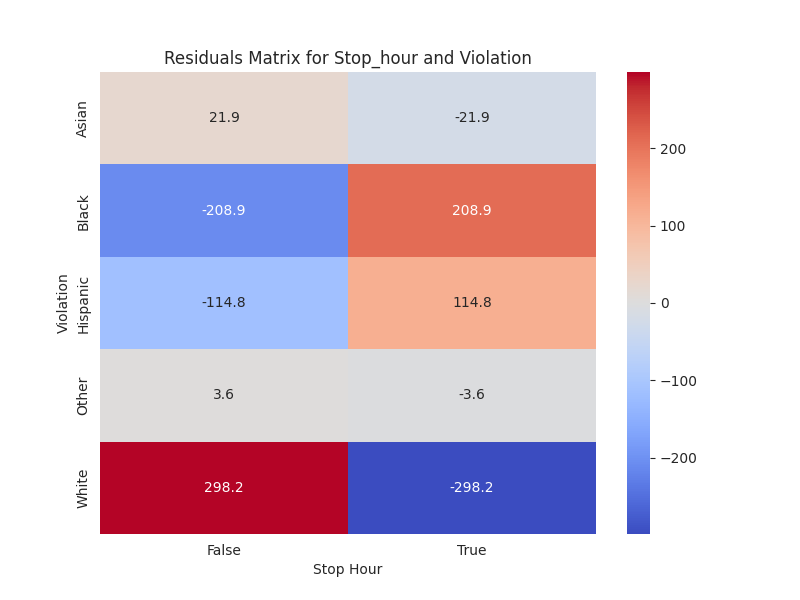 Residuals Matrix for Stop_hour and Violation
Violation
Asian
21.9 -21.9
Black
-208.9 208.9
Hispanic
-114.8 114.8
Other
3.6 -3.6
White
298.2 -298.2
False True
Stop Hour
200
100
0
−100
−200